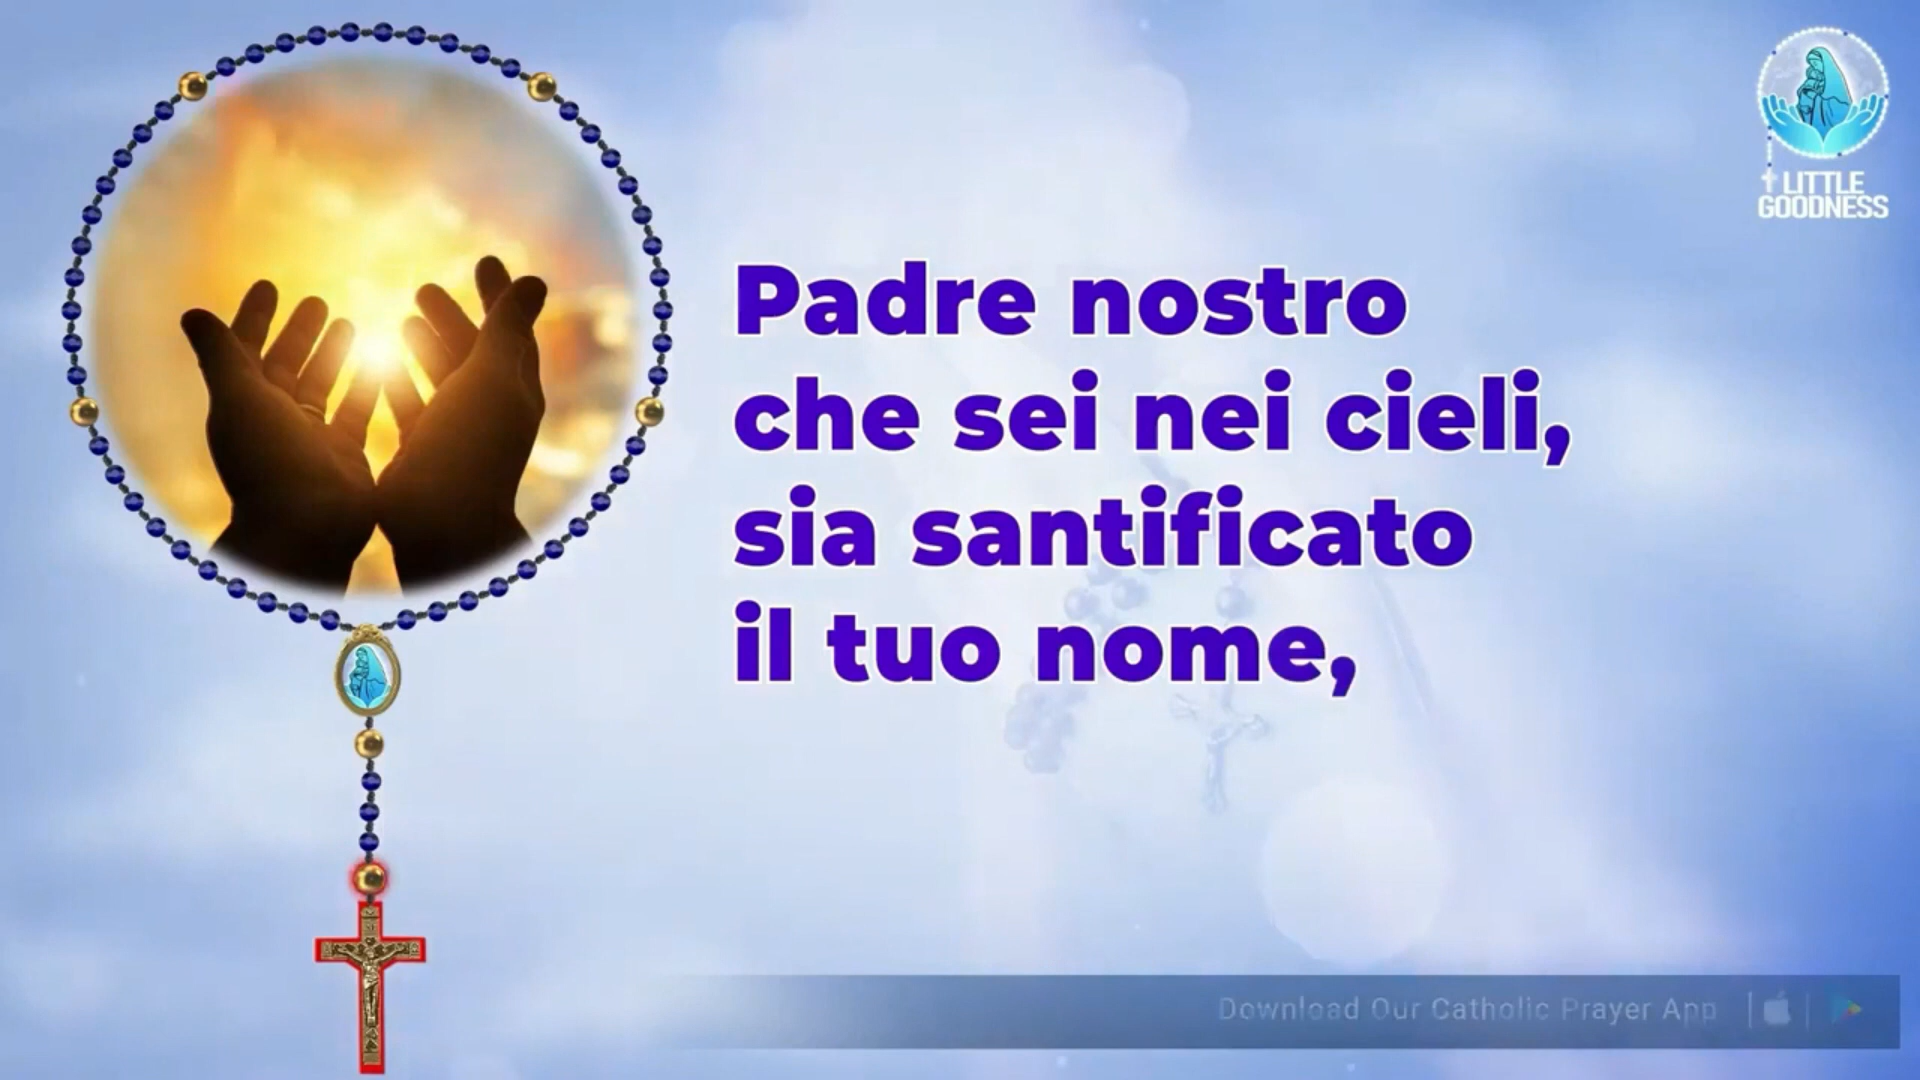 LITTLE
GOODNESS
Padre nostro
che sei nei cieli,
sia santificato
il tuo nome,
Download Our Catholic Prayer App